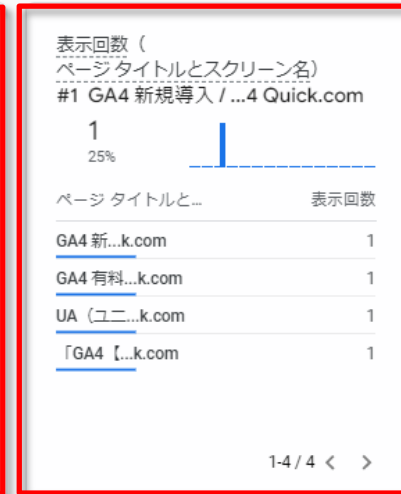 表示回数（
ページ タイトルとスクリーン名）
#1 GA4 新規導入 / ...4 Quick.com
1
25%
ページ タイトルと... 表示回数
GA4 新...k.com 1
GA4 有料...k.com 1
UA（ユニ...k.com 1
「GA4【...k.com 1
1-4 / 4